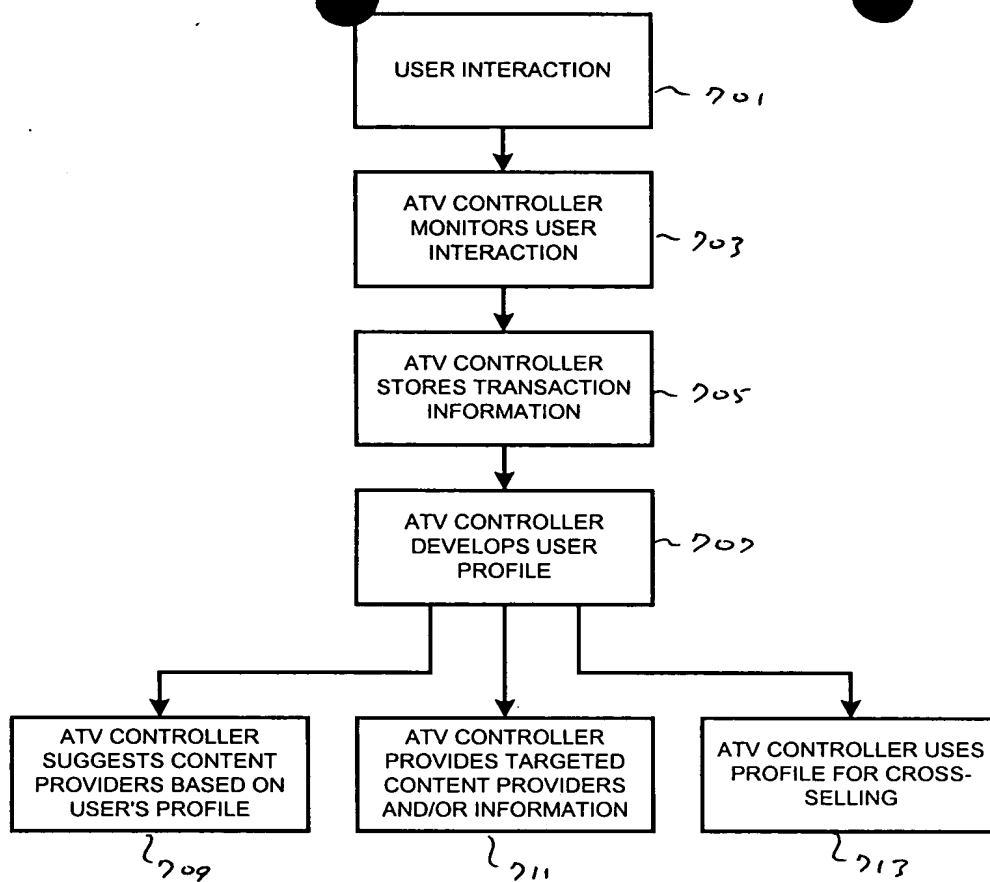 USER INTERACTION
701
ATV CONTROLLER
MONITORS USER
INTERACTION
703
ATV CONTROLLER
STORES TRANSACTION
INFORMATION
705
ATV CONTROLLER
DEVELOPS USER
PROFILE
707
ATV CONTROLLER
SUGGESTS CONTENT
PROVIDERS BASED ON
USER'S PROFILE
709
ATV CONTROLLER
PROVIDES TARGETED
CONTENT PROVIDERS
AND/OR INFORMATION
711
ATV CONTROLLER USES
PROFILE FOR CROSS-
SELLING
713